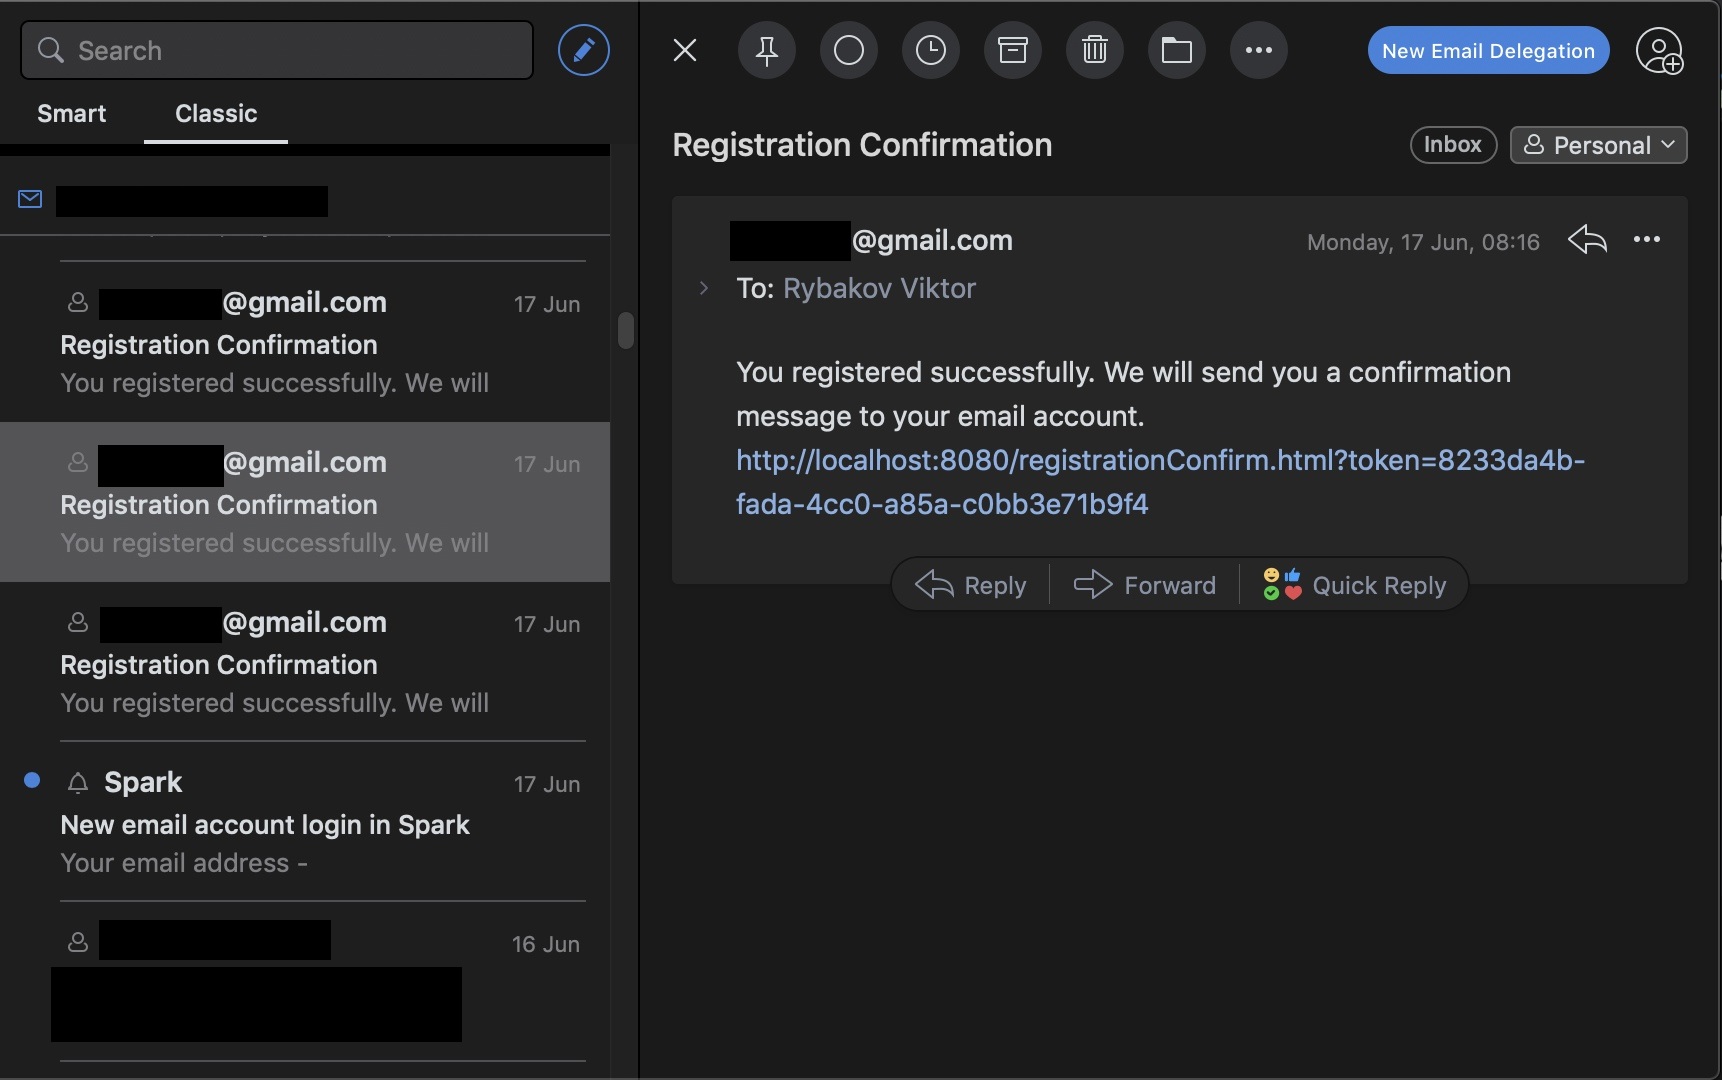 Search
Smart
Classic
@gmail.com
17 Jun
Registration Confirmation
You registered successfully. We will
@gmail.com
17 Jun
Registration Confirmation
You registered successfully. We will
@gmail.com
17 Jun
Registration Confirmation
You registered successfully. We will
Spark
17 Jun
New email account login in Spark
Your email address -
16 Jun
New Email Delegation
Registration Confirmation
Inbox
Personal
@gmail.com
Monday, 17 Jun, 08:16
To: Rybakov Viktor
You registered successfully. We will send you a confirmation
message to your email account.
http://localhost:8080/registrationConfirm.html?token=8233da4b-
fada-4cc0-a85a-c0bb3e71b9f4
Reply
Forward
Quick Reply